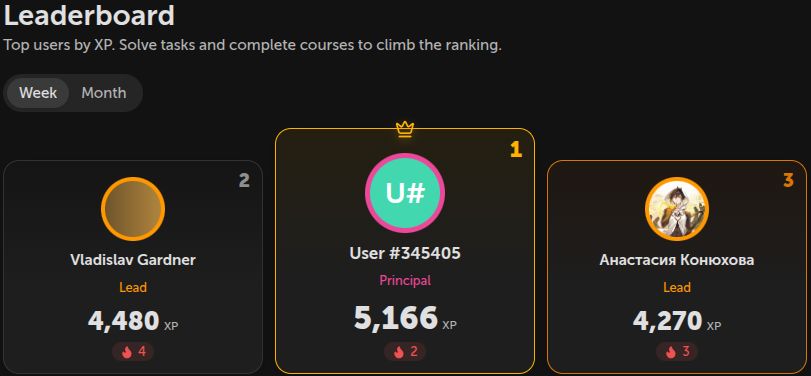 Leaderboard
Top users by XP. Solve tasks and complete courses to climb the ranking.
Week Month
2
Vladislav Gardner
Lead
4,480 XP
4
1
U#
User #345405
Principal
5,166 XP
2
3
Анастасия Конюхова
Lead
4,270 XP
3